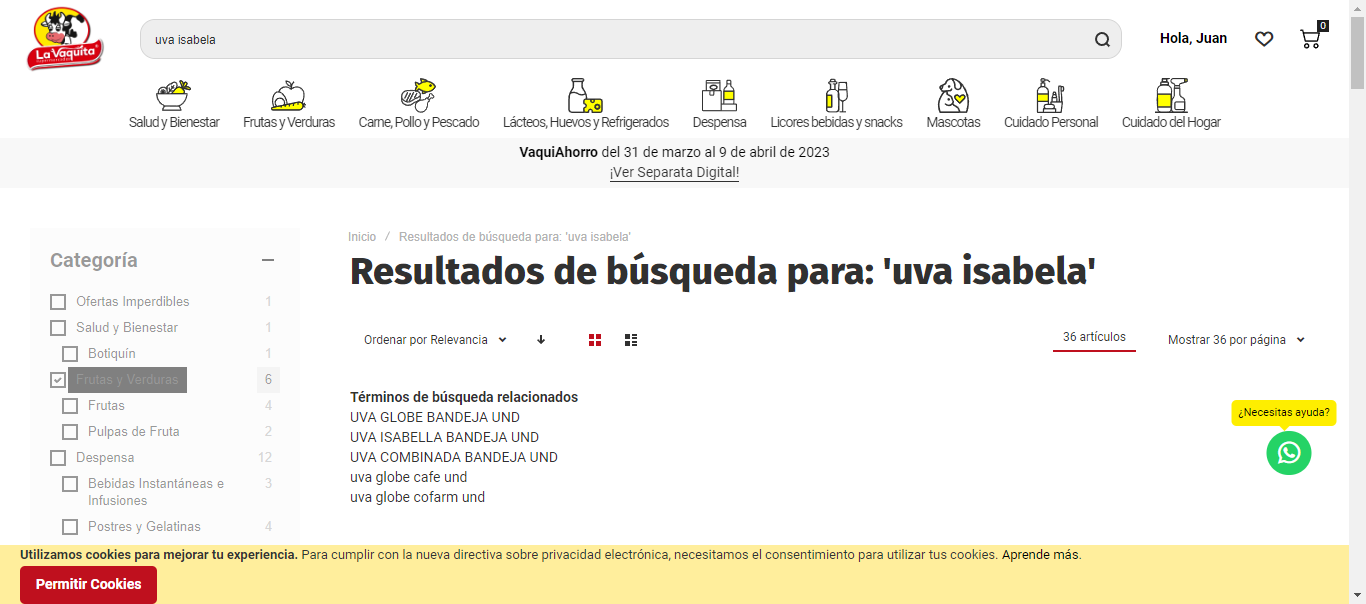 La Vaquita
uva isabela
Hola, Juan
0
Salud y Bienestar
Frutas y Verduras
Carne, Pollo y Pescado
Lácteos, Huevos y Refrigerados
Despensa
Licores bebidas y snacks
Mascotas
Cuidado Personal
Cuidado del Hogar
VaquiAhorro del 31 de marzo al 9 de abril de 2023
¡Ver Separata Digital!
Categoría
Ofertas Imperdibles 1
Salud y Bienestar 1
Botiquín 1
Frutas y Verduras 6
Frutas 4
Pulpas de Fruta 2
Despensa 12
Bebidas Instantáneas e 3
Infusiones
Postres y Gelatinas 4
Inicio / Resultados de búsqueda para: 'uva isabela'
Resultados de búsqueda para: 'uva isabela'
Ordenar por Relevancia
36 artículos
Mostrar 36 por página
Términos de búsqueda relacionados
UVA GLOBE BANDEJA UND
UVA ISABELLA BANDEJA UND
UVA COMBINADA BANDEJA UND
uva globe cafe und
uva globe cofarm und
¿Necesitas ayuda?
Utilizamos cookies para mejorar tu experiencia. Para cumplir con la nueva directiva sobre privacidad electrónica, necesitamos el consentimiento para utilizar tus cookies. Aprende más.
Permitir Cookies